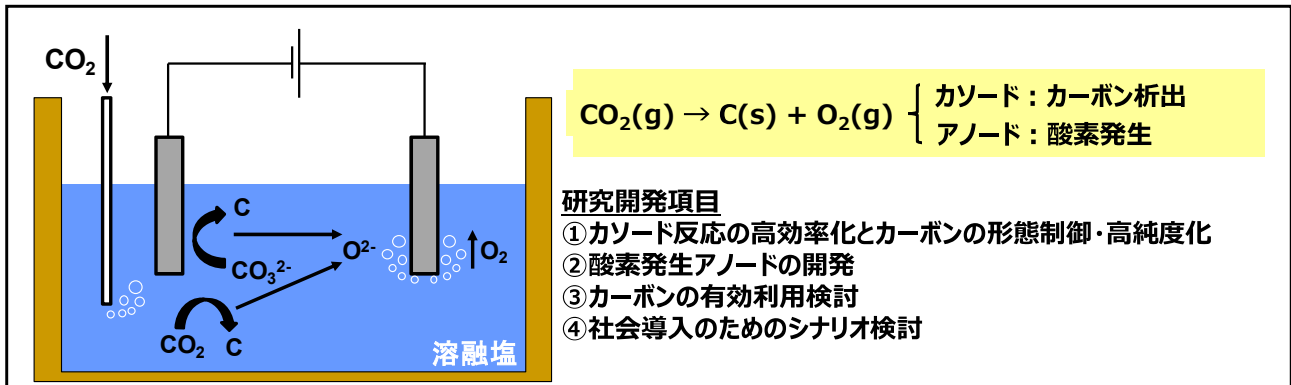 CO₂
C
CO₃²⁻
O²⁻
O₂
CO₂
C
溶融塩
CO₂(g) → C(s) + O₂(g)
カソード：カーボン析出
アノード：酸素発生
研究開発項目
①カソード反応の高効率化とカーボンの形態制御・高純度化
②酸素発生アノードの開発
③カーボンの有効利用検討
④社会導入のためのシナリオ検討